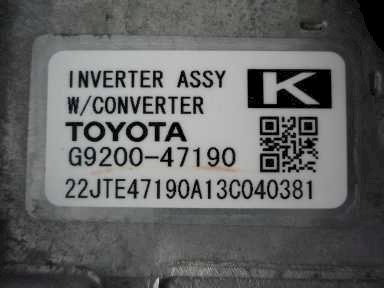 INVERTER ASSY K
W/CONVERTER
TOYOTA
G9200-47190
22JTE47190A13C040381